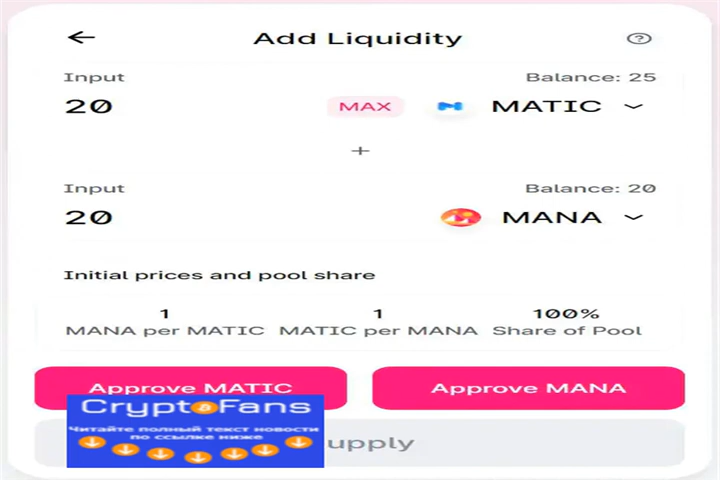 Add Liquidity
Input Balance: 25
20 MAX MATIC
+
Input Balance: 20
20 MANA
Initial prices and pool share
1 1 100%
MANA per MATIC MATIC per MANA Share of Pool
Approve MATIC Approve MANA
CryptoFans
Читайте полный текст новости
по ссылке ниже
upply